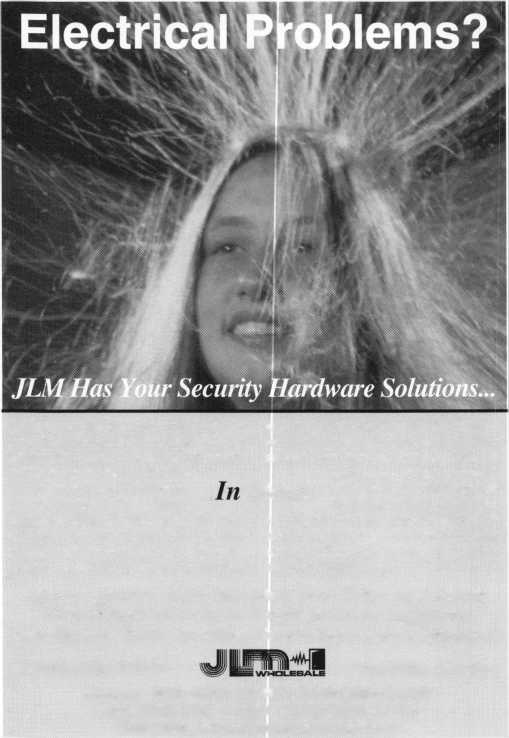 Electrical Problems?
JLM Has Your Security Hardware Solutions...
In
JLM
WHOLESALE